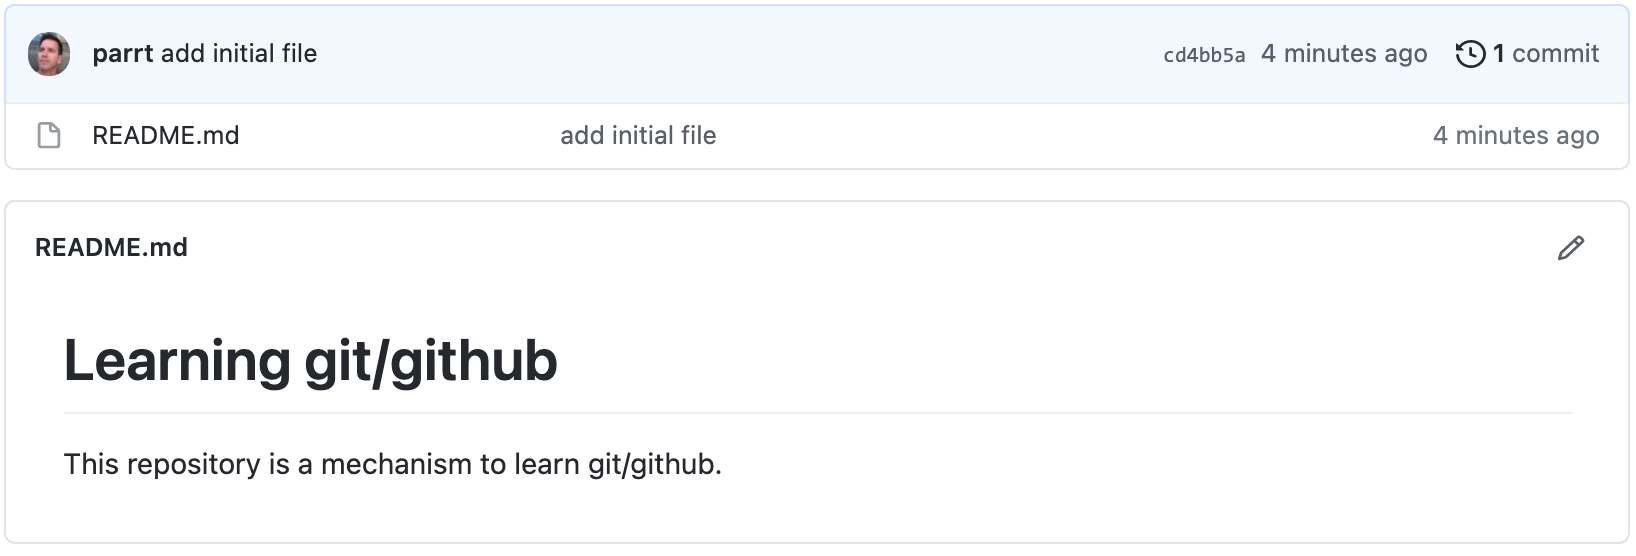 parrt add initial file cd4bb5a 4 minutes ago 1 commit
README.md add initial file 4 minutes ago
README.md
Learning git/github
This repository is a mechanism to learn git/github.